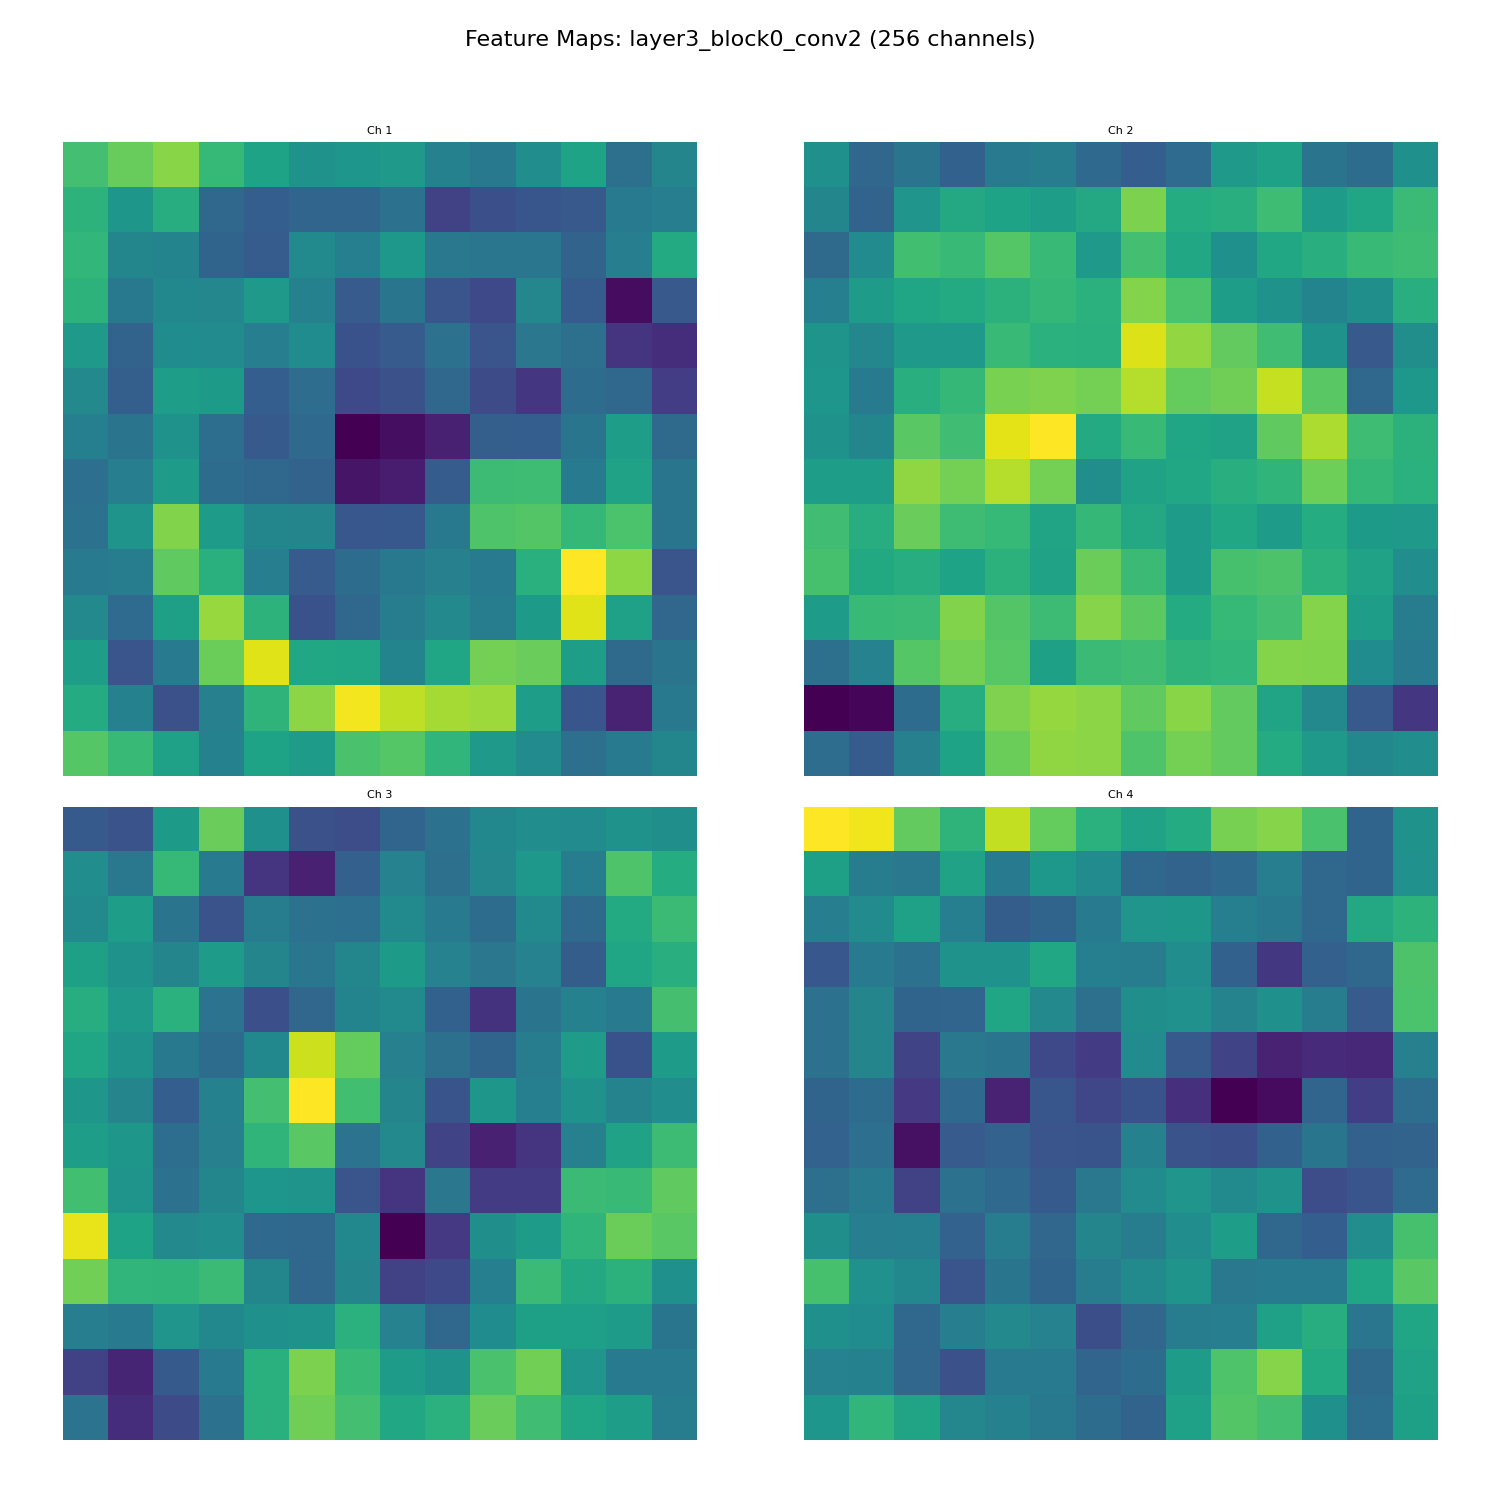 Feature Maps: layer3_block0_conv2 (256 channels)
Ch 1
Ch 2
Ch 3
Ch 4